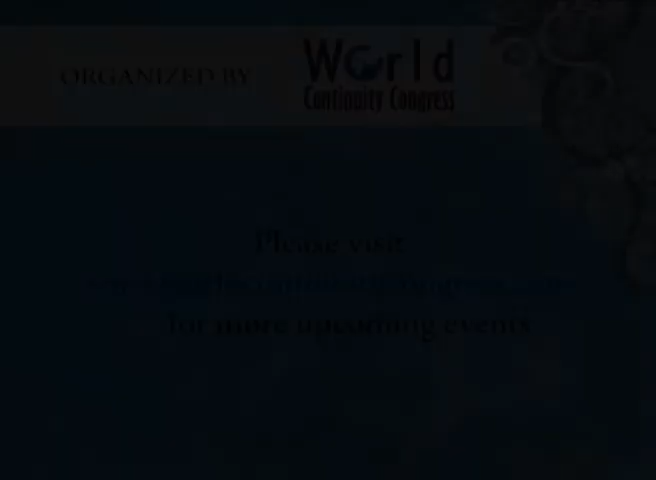 ORGANIZED BY
World
Continuity Congress
Please visit
for more upcoming events